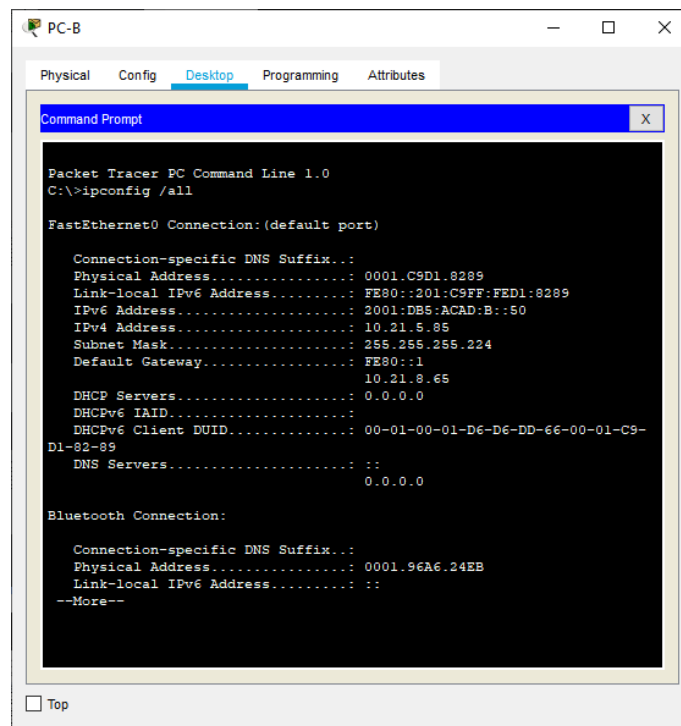 PC-B
Physical Config Desktop Programming Attributes
Command Prompt
X
Packet Tracer PC Command Line 1.0
C:\>ipconfig /all
FastEthernet0 Connection:(default port)
Connection-specific DNS Suffix..:
Physical Address................: 0001.C9D1.8289
Link-local IPv6 Address.........: FE80::201:C9FF:FED1:8289
IPv6 Address....................: 2001:DB5:ACAD:B::50
IPv4 Address....................: 10.21.5.85
Subnet Mask.....................: 255.255.255.224
Default Gateway.................: FE80::1
10.21.8.65
DHCP Servers....................: 0.0.0.0
DHCPv6 IAID.....................:
DHCPv6 Client DUID..............: 00-01-00-01-D6-D6-DD-66-00-01-C9-
D1-82-89
DNS Servers.....................: ::
0.0.0.0
Bluetooth Connection:
Connection-specific DNS Suffix..:
Physical Address................: 0001.96A6.24EB
Link-local IPv6 Address.........: ::
--More--
Top